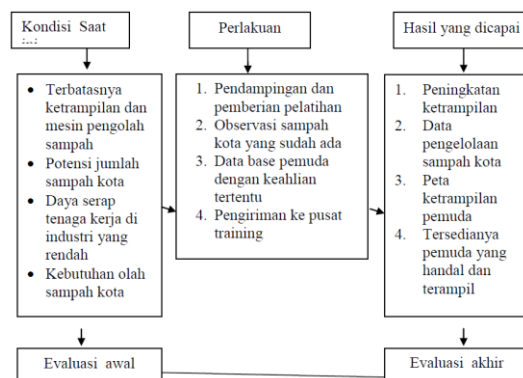 Kondisi Saat
Perlakuan
Hasil yang dicapai
• Terbatasnya
ketrampilan dan
mesin pengolah
sampah
• Potensi jumlah
sampah kota
• Daya serap
tenaga kerja di
industri yang
rendah
• Kebutuhan olah
sampah kota
1. Pendampingan dan
pemberian pelatihan
2. Observasi sampah
kota yang sudah ada
3. Data base pemuda
dengan keahlian
tertentu
4. Pengiriman ke pusat
training
1. Peningkatan
ketrampilan
2. Data
pengelolaan
sampah kota
3. Peta
ketrampilan
pemuda
4. Tersedianya
pemuda yang
handal dan
terampil
Evaluasi awal
Evaluasi akhir